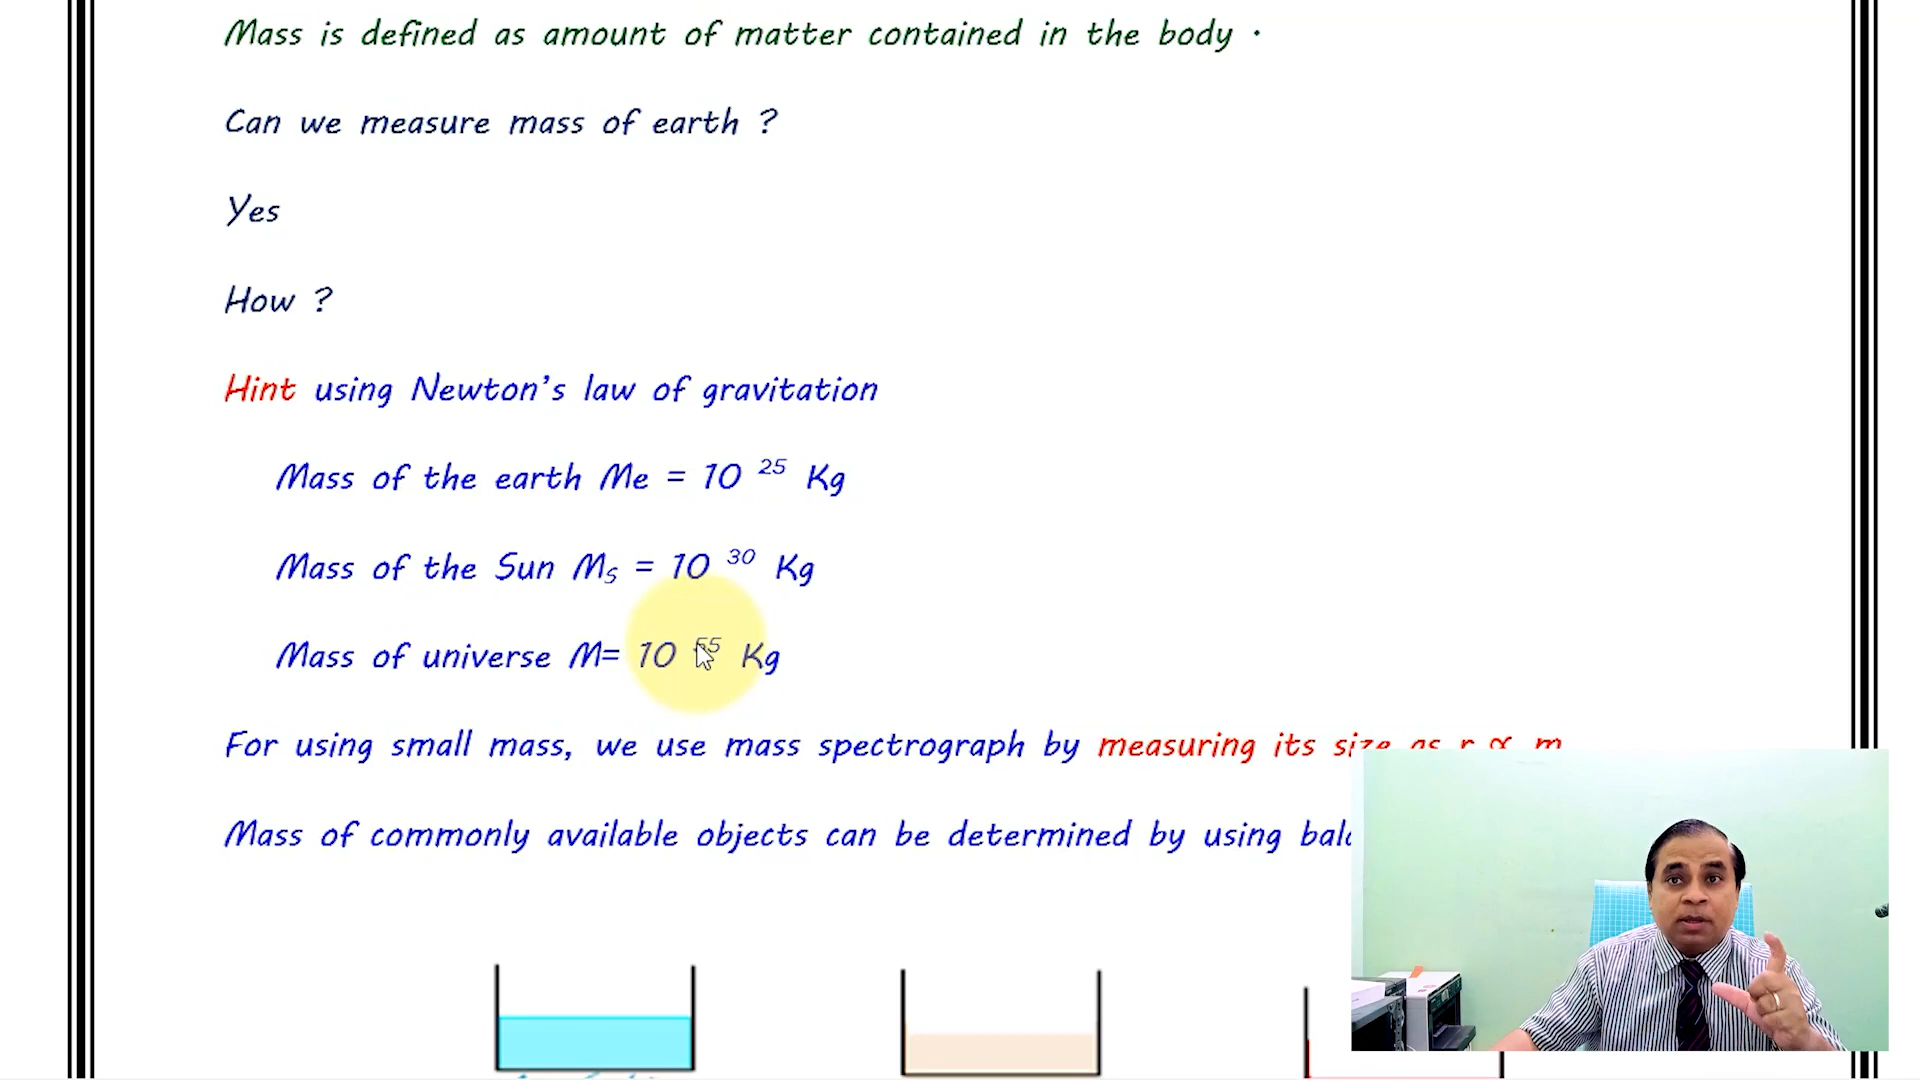 Mass is defined as amount of matter contained in the body ·
Can we measure mass of earth ?
Yes
How ?
Hint using Newton's law of gravitation
Mass of the earth Me = 10 ²⁵ Kg
Mass of the Sun Mₛ = 10 ³⁰ Kg
Mass of universe M= 10 ⁵⁵ Kg
For using small mass, we use mass spectrograph by measuring its size as r ∝ m
Mass of commonly available objects can be determined by using